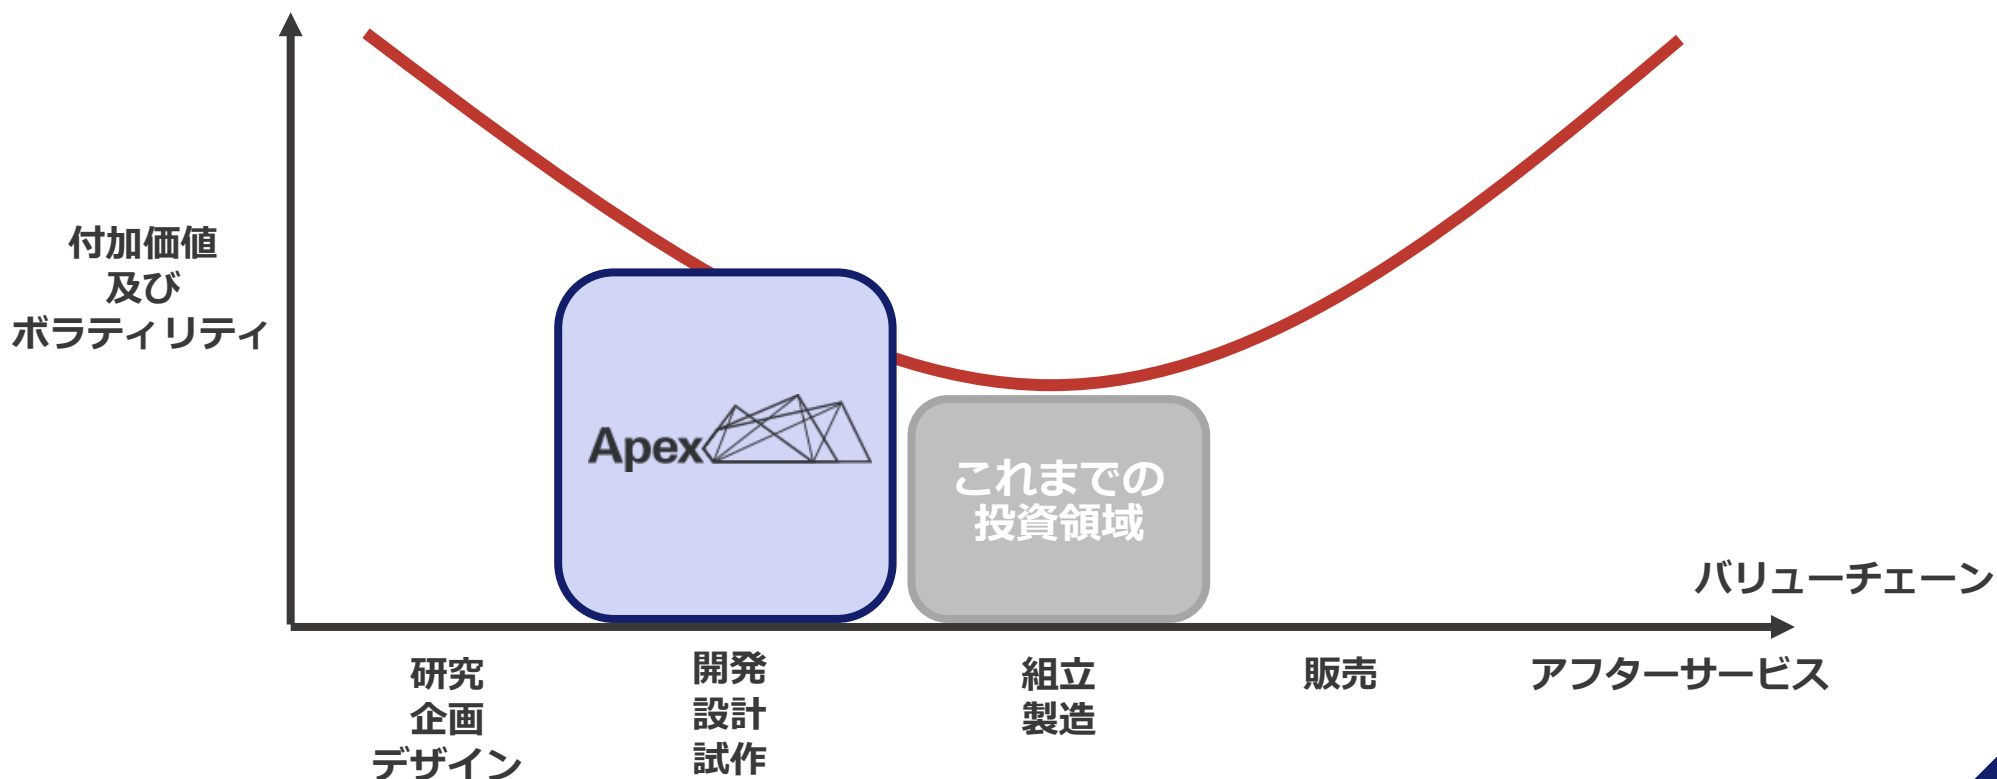 付加価値
及び
ボラティリティ
Apex
これまでの
投資領域
バリューチェーン
研究
企画
デザイン
開発
設計
試作
組立
製造
販売
アフターサービス